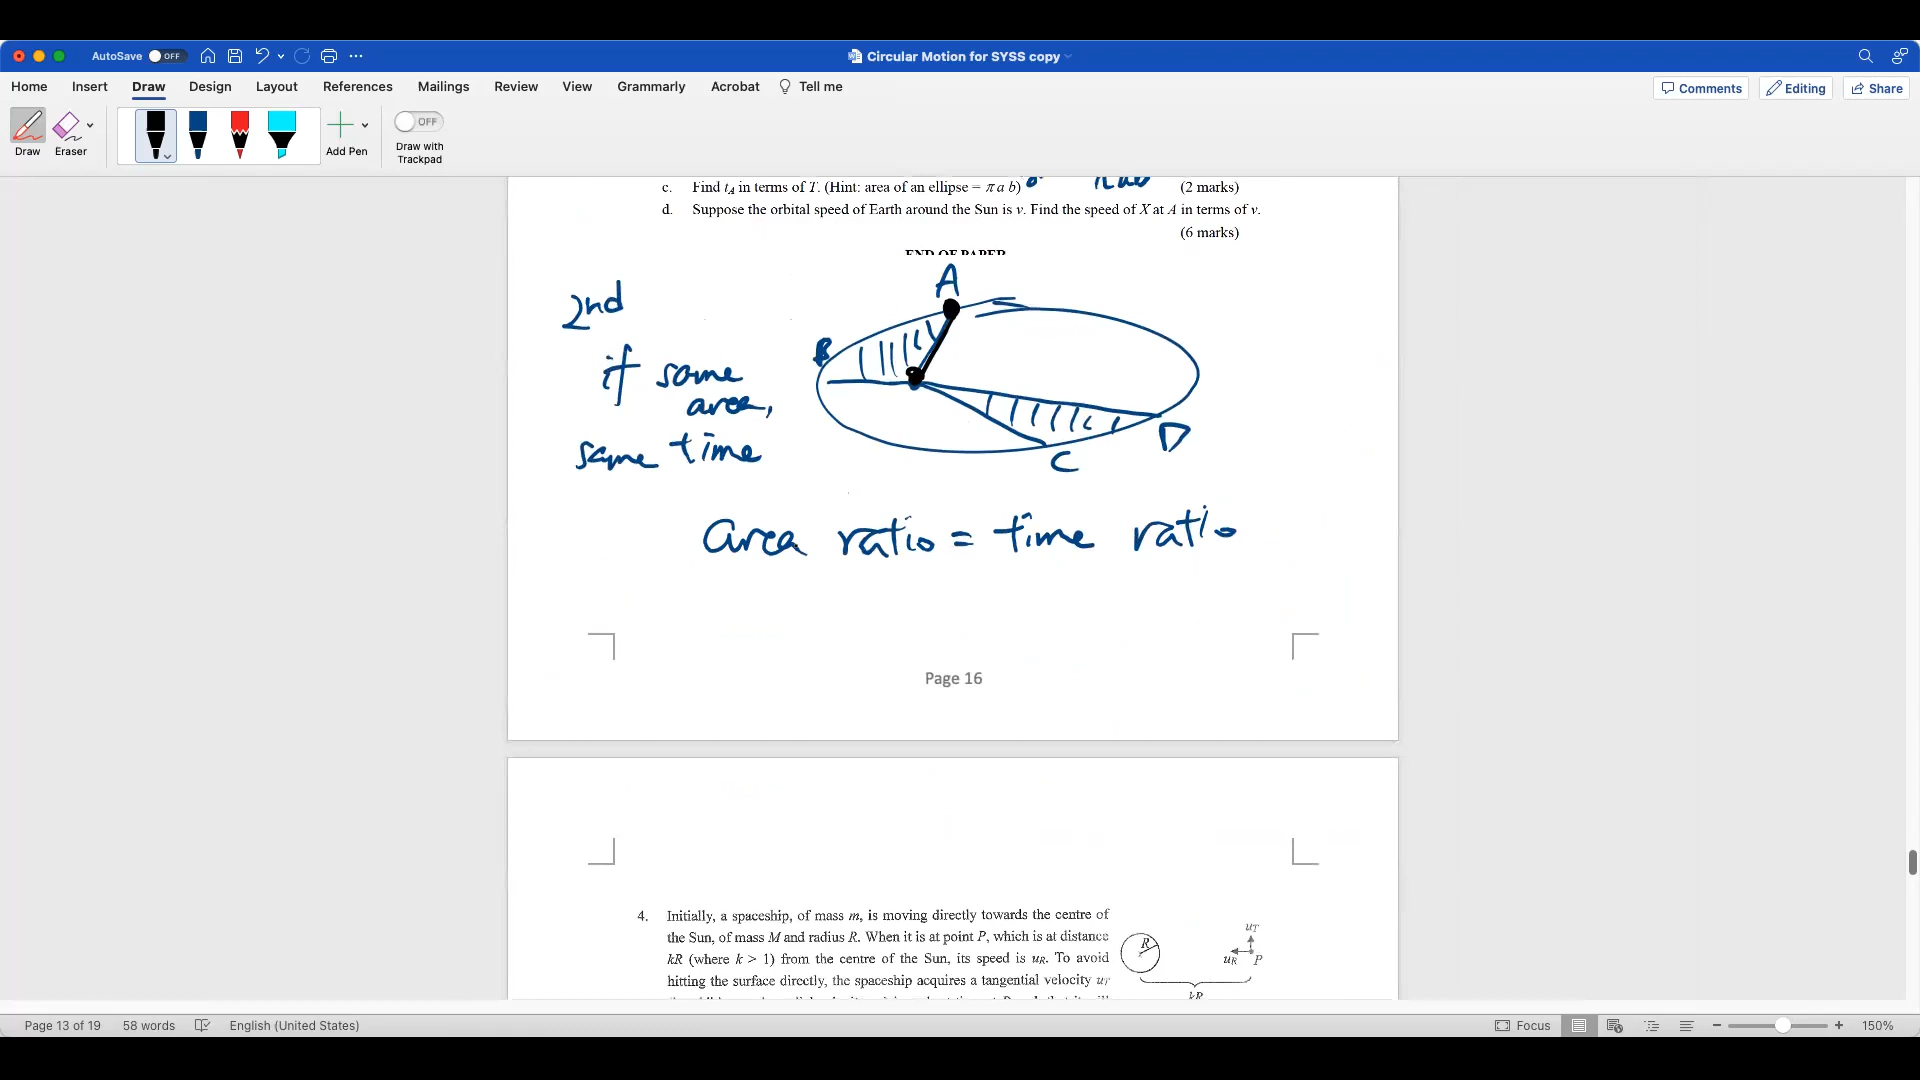 AutoSave OFF
Circular Motion for SYSS copy
Home Insert Draw Design Layout References Mailings Review View Grammarly Acrobat Tell me
Comments Editing Share
OFF
Draw Eraser Add Pen Draw with Trackpad
c. Find t_A in terms of T. (Hint: area of an ellipse = π a b) (2 marks)
d. Suppose the orbital speed of Earth around the Sun is v. Find the speed of X at A in terms of v.
(6 marks)
END OF PAPER
A
2nd
B
if same
area,
same time
D
C
area ratio = time ratio
Page 16
4. Initially, a spaceship, of mass m, is moving directly towards the centre of
the Sun, of mass M and radius R. When it is at point P, which is at distance
kR (where k > 1) from the centre of the Sun, its speed is u_R. To avoid
hitting the surface directly, the spaceship acquires a tangential velocity u_T
R
u_T
u_R P
kR
Page 13 of 19 58 words English (United States) Focus 150%